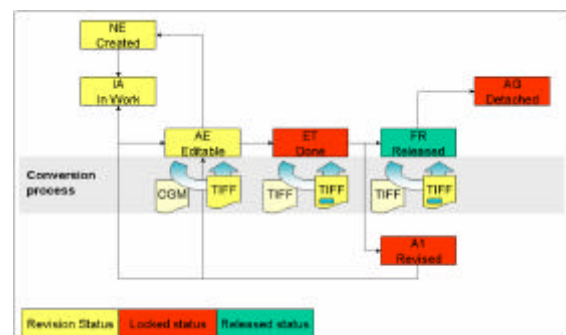 NE
Created
IA
In Work
AG
Detached
AE
Editable
ET
Done
FR
Released
Conversion
process
CGM
TIFF
TIFF
TIFF
TIFF
TIFF
A1
Revised
Revision Status
Locked status
Released status